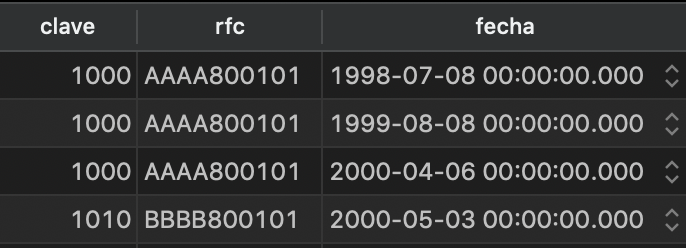 clave rfc fecha
1000 AAAA800101 1998-07-08 00:00:00.000
1000 AAAA800101 1999-08-08 00:00:00.000
1000 AAAA800101 2000-04-06 00:00:00.000
1010 BBBB800101 2000-05-03 00:00:00.000